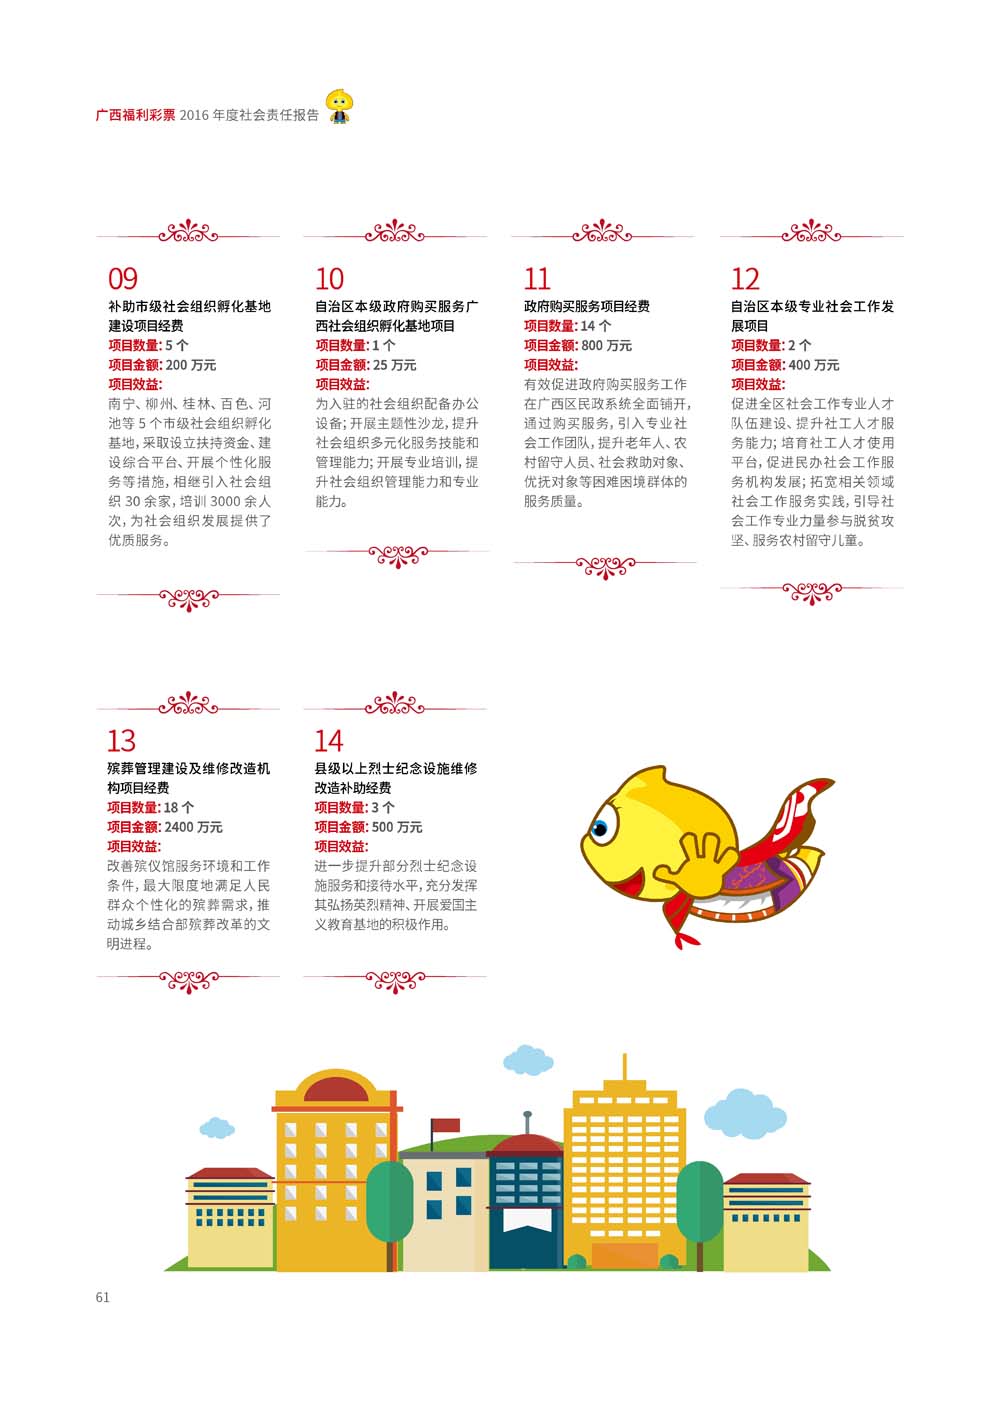 广西福利彩票 2016 年度社会责任报告
09
补助市级社会组织孵化基地
建设项目经费
项目数量：5 个
项目金额：200 万元
项目效益：
南宁、柳州、桂林、百色、河
池等 5 个市级社会组织孵化
基地，采取设立扶持资金、建
设综合平台、开展个性化服
务等措施，相继引入社会组
织 30 余家，培训 3000 余人
次，为社会组织发展提供了
优质服务。
10
自治区本级政府购买服务广
西社会组织孵化基地项目
项目数量：1 个
项目金额：25 万元
项目效益：
为入驻的社会组织配备办公
设备；开展主题性沙龙，提升
社会组织多元化服务技能和
管理能力；开展专业培训，提
升社会组织管理能力和专业
能力。
11
政府购买服务项目经费
项目数量：14 个
项目金额：800 万元
项目效益：
有效促进政府购买服务工作
在广西区民政系统全面铺开，
通过购买服务，引入专业社
会工作团队，提升老年人、农
村留守人员、社会救助对象、
优抚对象等困难困境群体的
服务质量。
12
自治区本级专业社会工作发
展项目
项目数量：2 个
项目金额：400 万元
项目效益：
促进全区社会工作专业人才
队伍建设、提升社工人才服
务能力；培育社工人才使用
平台，促进民办社会工作服
务机构发展；拓宽相关领域
社会工作服务实践，引导社
会工作专业力量参与脱贫攻
坚、服务农村留守儿童。
13
殡葬管理建设及维修改造机
构项目经费
项目数量：18 个
项目金额：2400 万元
项目效益：
改善殡仪馆服务环境和工作
条件，最大限度地满足人民
群众个性化的殡葬需求，推
动城乡结合部殡葬改革的文
明进程。
14
县级以上烈士纪念设施维修
改造补助经费
项目数量：3 个
项目金额：500 万元
项目效益：
进一步提升部分烈士纪念设
施服务和接待水平，充分发挥
其弘扬英烈精神、开展爱国主
义教育基地的积极作用。
61